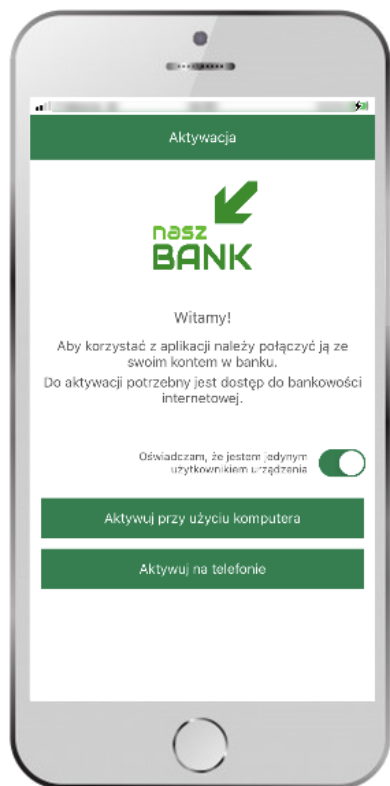 Aktywacja
nasz
BANK
Witamy!
Aby korzystać z aplikacji należy połączyć ją ze
swoim kontem w banku.
Do aktywacji potrzebny jest dostęp do bankowości
internetowej.
Oświadczam, że jestem jedynym
użytkownikiem urządzenia
Aktywuj przy użyciu komputera
Aktywuj na telefonie